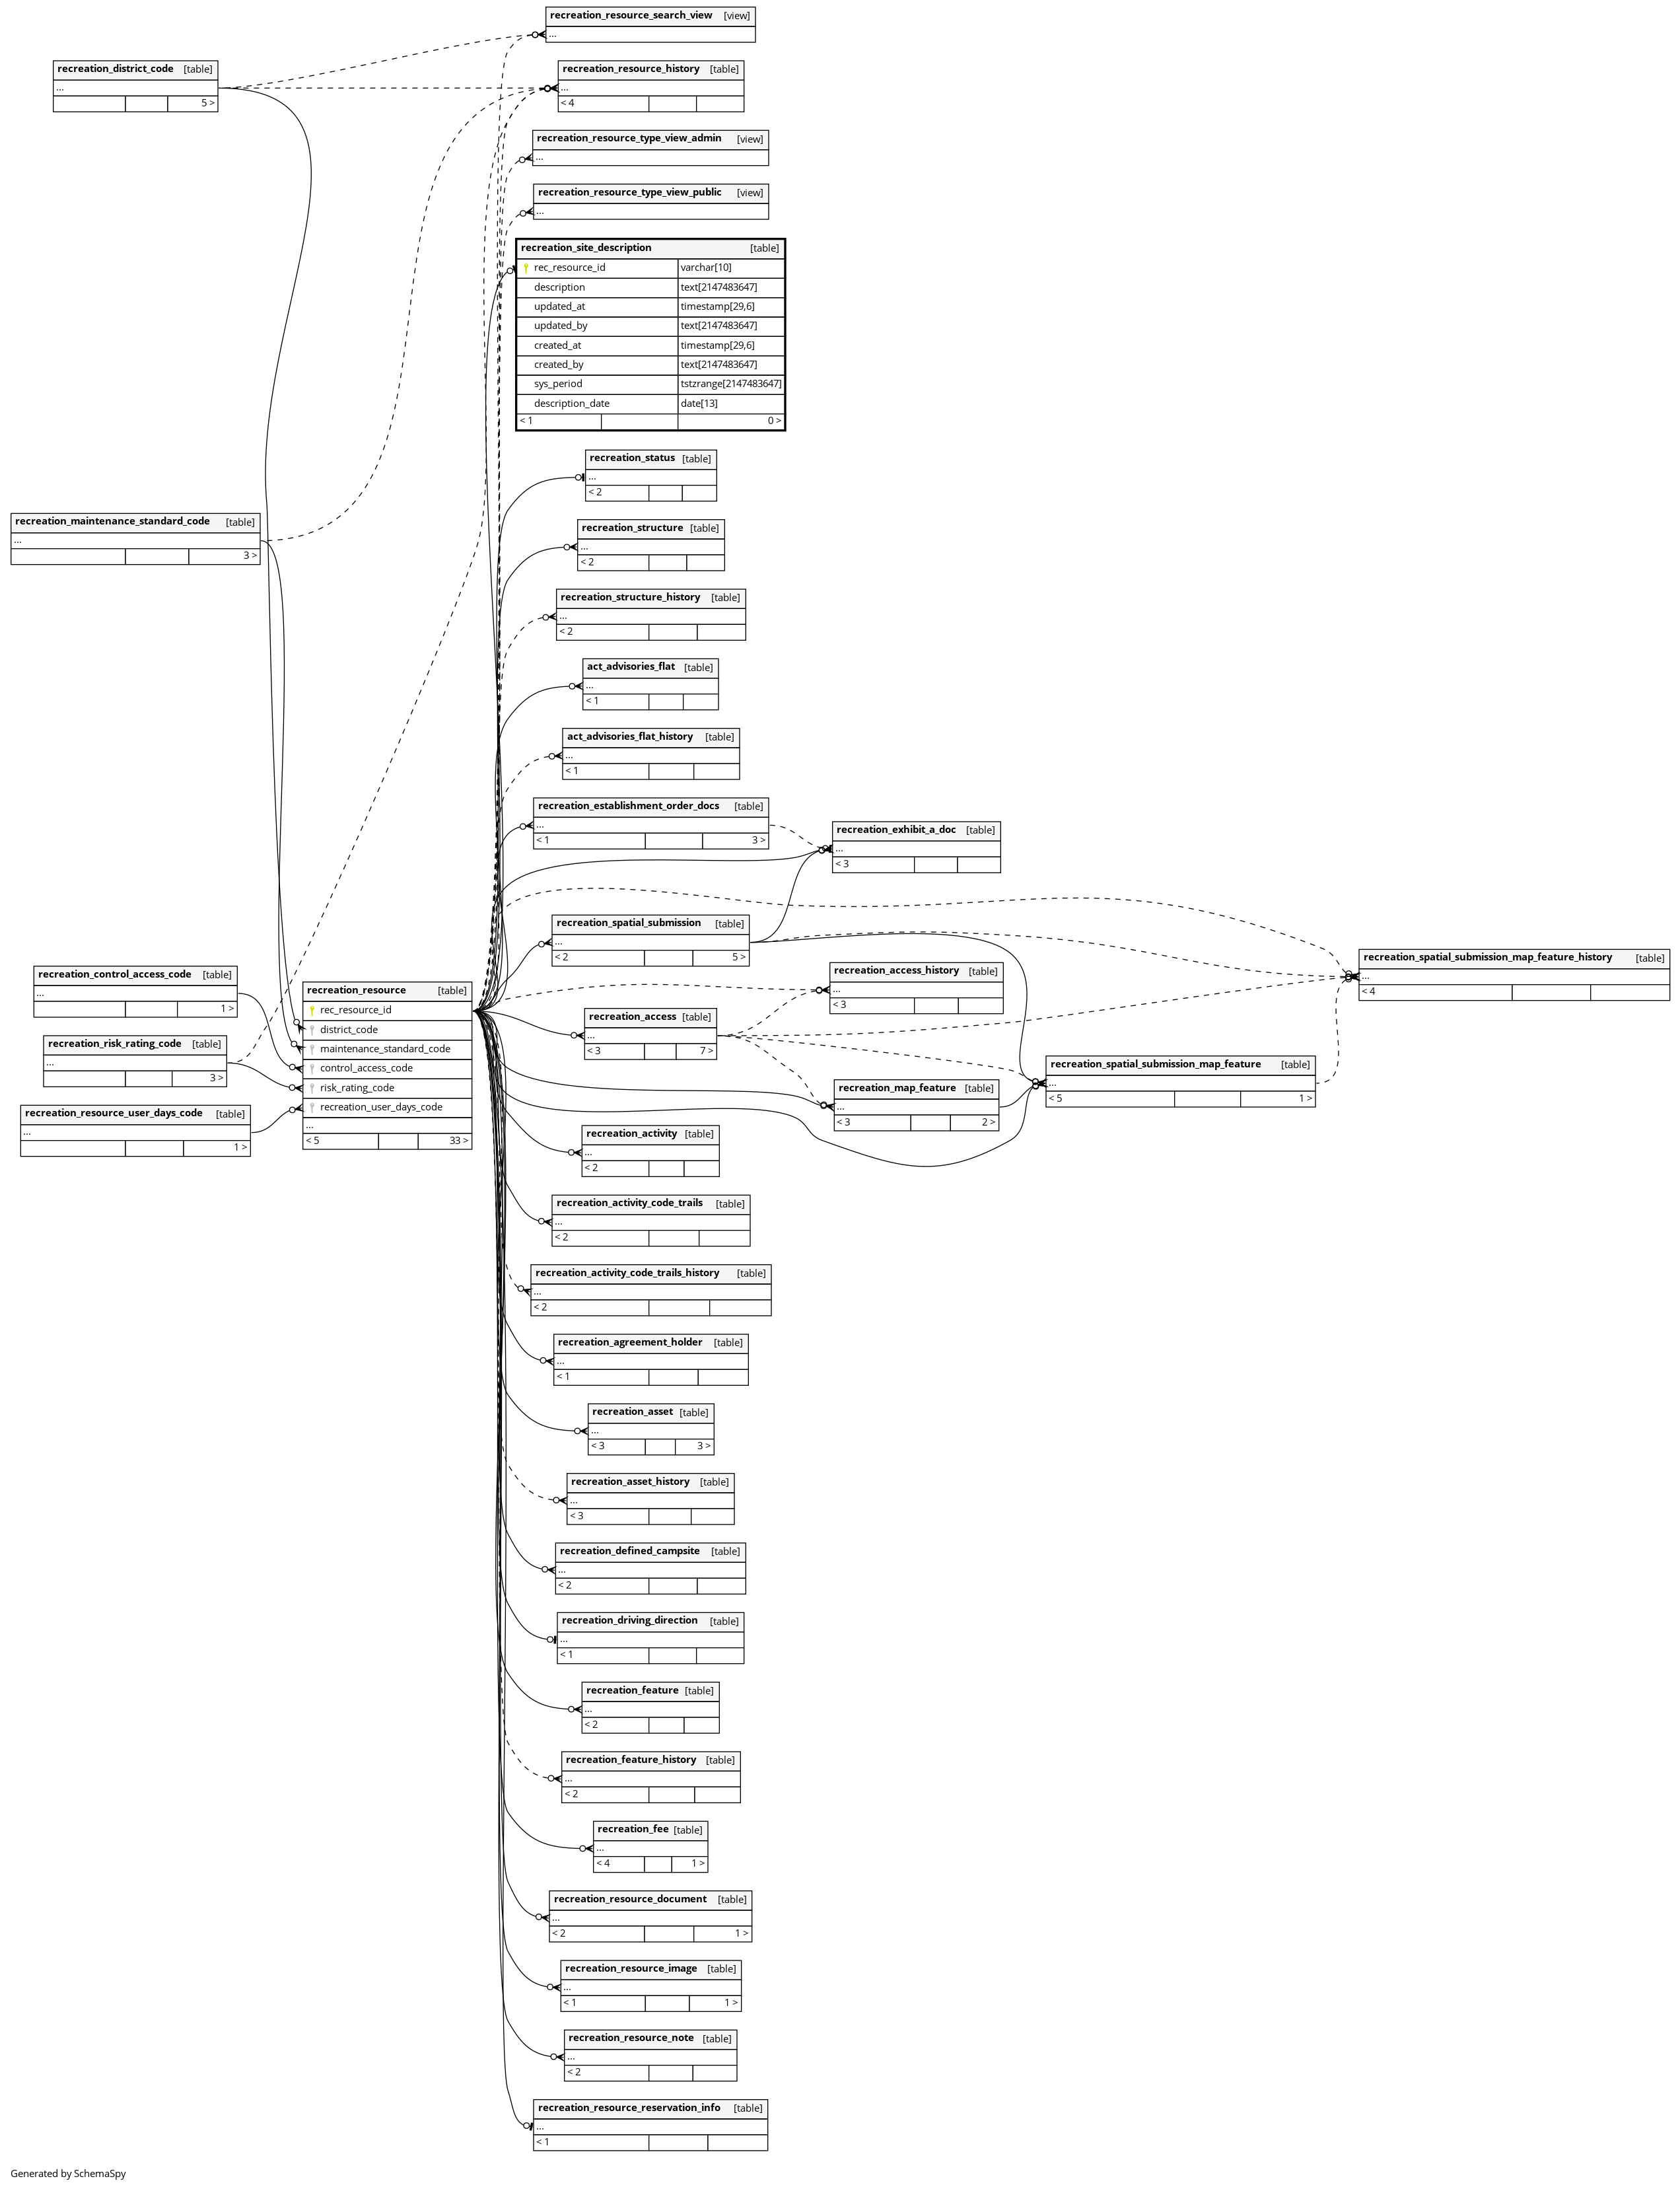 recreation_resource_search_view [view]
...
recreation_district_code [table]
...
5 >
recreation_resource_history [table]
...
< 4
recreation_resource_type_view_admin [view]
...
recreation_resource_type_view_public [view]
...
recreation_site_description [table]
rec_resource_id varchar[10]
description text[2147483647]
updated_at timestamp[29,6]
updated_by text[2147483647]
created_at timestamp[29,6]
created_by text[2147483647]
sys_period tstzrange[2147483647]
description_date date[13]
< 1 0 >
recreation_status [table]
...
< 2
recreation_maintenance_standard_code [table]
...
3 >
recreation_structure [table]
...
< 2
recreation_structure_history [table]
...
< 2
act_advisories_flat [table]
...
< 1
act_advisories_flat_history [table]
...
< 1
recreation_establishment_order_docs [table]
...
< 1 3 >
recreation_exhibit_a_doc [table]
...
< 3
recreation_spatial_submission [table]
...
< 2 5 >
recreation_spatial_submission_map_feature_history [table]
...
< 4
recreation_control_access_code [table]
...
1 >
recreation_access_history [table]
...
< 3
recreation_resource [table]
rec_resource_id
district_code
maintenance_standard_code
control_access_code
risk_rating_code
recreation_user_days_code
...
< 5 33 >
recreation_access [table]
...
< 3 7 >
recreation_risk_rating_code [table]
...
3 >
recreation_spatial_submission_map_feature [table]
...
< 5 1 >
recreation_map_feature [table]
...
< 3 2 >
recreation_resource_user_days_code [table]
...
1 >
recreation_activity [table]
...
< 2
recreation_activity_code_trails [table]
...
< 2
recreation_activity_code_trails_history [table]
...
< 2
recreation_agreement_holder [table]
...
< 1
recreation_asset [table]
...
< 3 3 >
recreation_asset_history [table]
...
< 3
recreation_defined_campsite [table]
...
< 2
recreation_driving_direction [table]
...
< 1
recreation_feature [table]
...
< 2
recreation_feature_history [table]
...
< 2
recreation_fee [table]
...
< 4 1 >
recreation_resource_document [table]
...
< 2 1 >
recreation_resource_image [table]
...
< 1 1 >
recreation_resource_note [table]
...
< 2
recreation_resource_reservation_info [table]
...
< 1
Generated by SchemaSpy